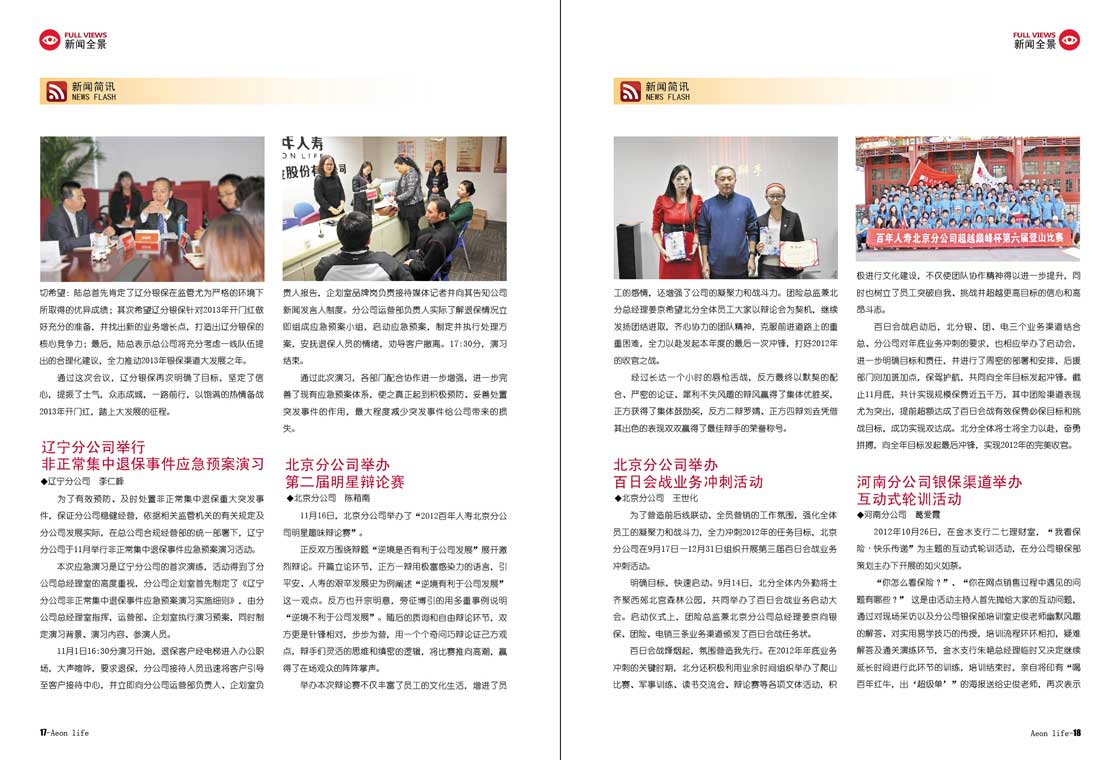 FULL VIEWS
新闻全景
新闻简讯
NEWS FLASH
年人寿
ON LIFE
股份有 司
切希望：陆总首先肯定了辽分银保在监管尤为严格的环境下
所取得的优异成绩；其次希望辽分银保针对2013年开门红做
好充分的准备，并找出新的业务增长点，打造出辽分银保的
核心竞争力；最后，陆总表示总公司将充分考虑一线队伍提
出的合理化建议，全力推动2013年银保渠道大发展之年。
通过这次会议，辽分银保再次明确了目标，坚定了信
心，提振了士气，众志成城，一路前行，以饱满的热情备战
2013年开门红，踏上大发展的征程。
辽宁分公司举行
非正常集中退保事件应急预案演习
◆辽宁分公司　李仁峰
为了有效预防、及时处置非正常集中退保重大突发事
件，保证分公司稳健经营，依据相关监管机关的有关规定及
分公司发展实际，在总公司合规经营部的统一部署下，辽宁
分公司于11月举行非正常集中退保事件应急预案演习活动。
本次应急演习是辽宁分公司的首次演练，活动得到了分
公司总经理室的高度重视，分公司企划室首先制定了《辽宁
分公司非正常集中退保事件应急预案演习实施细则》，由分
公司总经理室指挥，运营部、企划室执行演习预案，同时制
定演习背景、演习内容、参演人员。
11月1日16:30分演习开始，退保客户经电梯进入办公职
场，大声喧哗，要求退保，分公司接待人员迅速将客户引导
至客户接待中心，并立即向分公司运营部负责人、企划室负
责人报告，企划室品牌岗负责接待媒体记者并向其告知公司
新闻发言人制度。分公司运营部负责人实际了解退保情况立
即组成应急预案小组，启动应急预案，制定并执行处理方
案，安抚退保人员的情绪，劝导客户撤离。17:30分，演习
结束。
通过此次演习，各部门配合协作进一步增强，进一步完
善了现有应急预案体系，使之真正起到积极预防、妥善处置
突发事件的作用，最大程度减少突发事件给公司带来的损
失。
北京分公司举办
第二届明星辩论赛
◆北京分公司　陈稍南
11月16日，北京分公司举办了“2012百年人寿北京分公
司明星趣味辩论赛”。
正反双方围绕辩题“逆境是否有利于公司发展”展开激
烈辩论。开篇立论环节，正方一辩用极富感染力的语言，引
平安、人寿的艰辛发展史为例阐述“逆境有利于公司发展”
这一观点。反方也开宗明意，旁征博引的用多重事例说明
“逆境不利于公司发展”。随后的质询和自由辩论环节，双
方更是针锋相对，步步为营，用一个个奇问巧辩论证己方观
点，辩手们灵活的思维和缜密的逻辑，将比赛推向高潮，赢
得了在场观众的阵阵掌声。
举办本次辩论赛不仅丰富了员工的文化生活，增进了员
17-Aeon life
FULL VIEWS
新闻全景
新闻简讯
NEWS FLASH
百年人寿北京分公司超越巅峰杯第六届登山比赛
工的感情，还增强了公司的凝聚力和战斗力。团险总监兼北
分总经理姜京希望北分全体员工大家以辩论会为契机，继续
发扬团结进取，齐心协力的团队精神，克服前进道路上的重
重困难，全力以赴发起本年度的最后一次冲锋，打好2012年
的收官之战。
经过长达一个小时的唇枪舌战，反方最终以默契的配
合、严密的论证、犀利不失风趣的辩风赢得了集体优胜奖，
正方获得了集体鼓励奖，反方二辩罗婧、正方四辩刘垚凭借
其出色的表现双双赢得了最佳辩手的荣誉称号。
北京分公司举办
百日会战业务冲刺活动
◆北京分公司　王世化
为了营造前后线联动、全员营销的工作氛围，强化全体
员工的凝聚力和战斗力，全力冲刺2012年的任务目标，北京
分公司在9月17日－12月31日组织开展第三届百日会战业务
冲刺活动。
明确目标，快速启动。9月14日，北分全体内外勤将士
齐聚西郊北宫森林公园，共同举办了百日会战业务启动大
会。启动仪式上，团险总监兼北京分公司总经理姜京向银
保、团险、电销三条业务渠道颁发了百日会战任务状。
百日会战烽烟起，氛围营造我先行。在2012年年底业务
冲刺的关键时期，北分还积极利用业余时间组织举办了爬山
比赛、军事训练、读书交流会、辩论赛等各项文体活动，积
极进行文化建设，不仅使团队协作精神得以进一步提升，同
时也树立了员工突破自我、挑战并超越更高目标的信心和高
昂斗志。
百日会战启动后，北分银、团、电三个业务渠道结合
总，分公司对年底业务冲刺的要求，也相应举办了启动会，
进一步明确目标和责任，并进行了周密的部署和安排，后援
部门则加班加点，保驾护航，共同向全年目标发起冲锋。截
止11月底，共计实现规模保费近五千万，其中团险渠道表现
尤为突出，提前超额达成了百日会战有效保费必保目标和挑
战目标，成功实现双达成。北分全体将士将全力以赴，奋勇
拼搏，向全年目标发起最后冲锋，实现2012年的完美收官。
河南分公司银保渠道举办
互动式轮训活动
◆河南分公司　葛爱霞
2012年10月26日，在金水支行二七理财室，“我看保
险·快乐传递”为主题的互动式轮训活动，在分公司银保部
策划主办下开展的如火如荼。
“你怎么看保险？”、“你在网点销售过程中遇见的问
题有哪些？” 这是由活动主持人首先抛给大家的互动问题，
通过对现场采访以及分公司银保部培训室史俊老师幽默风趣
的解答、对实用易学技巧的传授，培训流程环环相扣，疑难
解答及通关演练环节，金水支行朱艳总经理临时又决定继续
延长时间进行此环节的训练，培训结束时，亲自将印有“喝
百年红牛，出‘超级单’”的海报送给史俊老师，再次表示
Aeon life-18